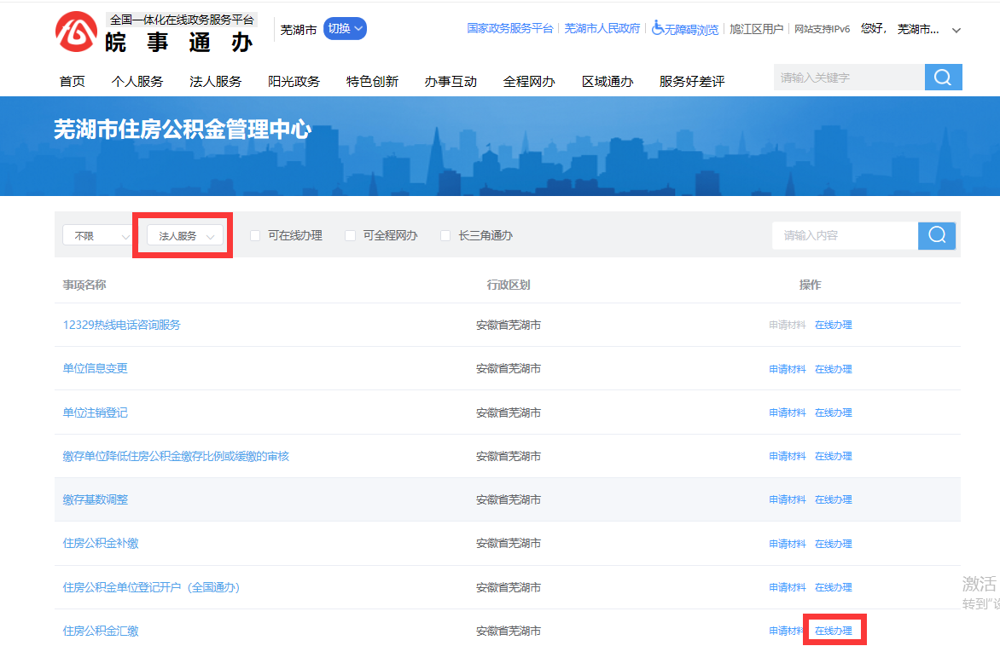 全国一体化在线政务服务平台
皖事通办
芜湖市 切换
国家政务服务平台 芜湖市人民政府 无障碍浏览 鸠江区用户 网站支持IPv6 您好, 芜湖市...
首页 个人服务 法人服务 阳光政务 特色创新 办事互动 全程网办 区域通办 服务好差评 请输入关键字
芜湖市住房公积金管理中心
不限 法人服务 可在线办理 可全程网办 长三角通办 请输入内容
事项名称 行政区划 操作
12329热线电话咨询服务 安徽省芜湖市 申请材料 在线办理
单位信息变更 安徽省芜湖市 申请材料 在线办理
单位注销登记 安徽省芜湖市 申请材料 在线办理
缴存单位降低住房公积金缴存比例或缓缴的审核 安徽省芜湖市 申请材料 在线办理
缴存基数调整 安徽省芜湖市 申请材料 在线办理
住房公积金补缴 安徽省芜湖市 申请材料 在线办理
住房公积金单位登记开户（全国通办） 安徽省芜湖市 申请材料 在线办理
激活
转到"设
住房公积金汇缴 安徽省芜湖市 申请材料 在线办理